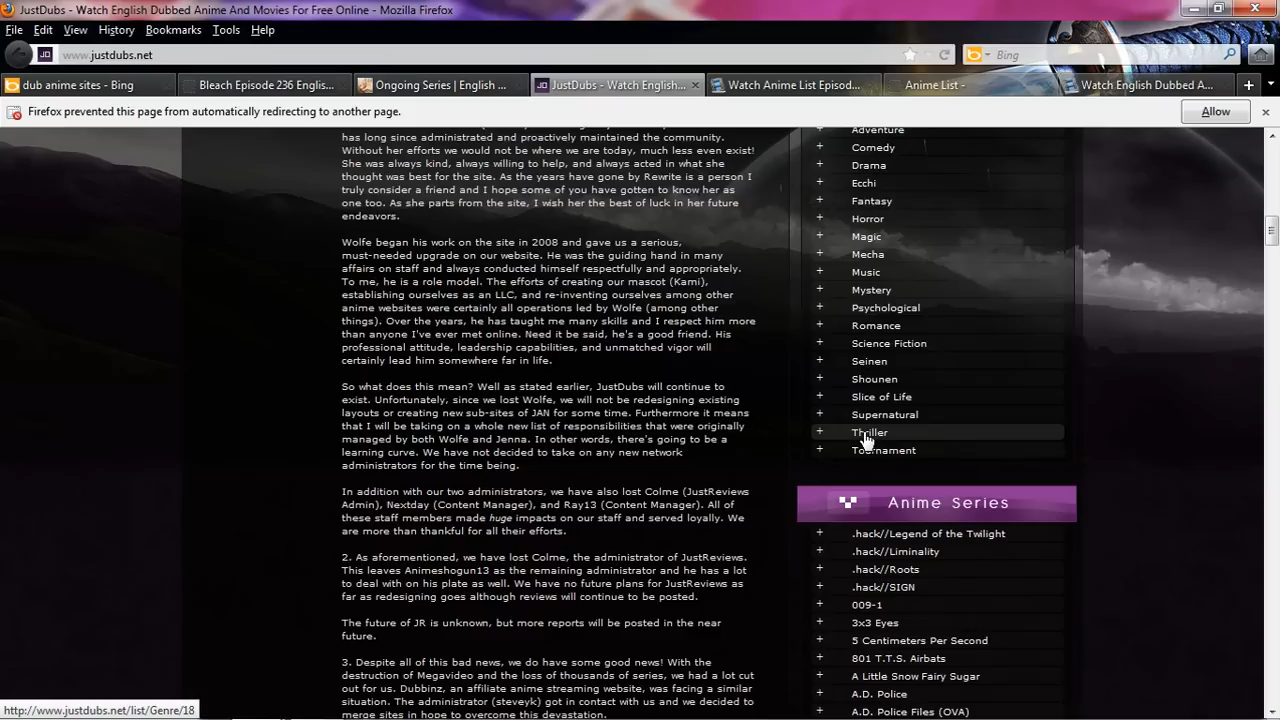 JustDubs - Watch English Dubbed Anime And Movies For Free Online - Mozilla Firefox
File Edit View History Bookmarks Tools Help
www.justdubs.net
Bing
dub anime sites - Bing
Bleach Episode 236 Englis...
Ongoing Series | English ...
JustDubs - Watch English...
Watch Anime List Episod...
Anime List -
Watch English Dubbed A...
Firefox prevented this page from automatically redirecting to another page.
Allow
has long since administrated and proactively maintained the community.
Without her efforts we would not be where we are today, much less even exist!
She was always kind, always willing to help, and always acted in what she
thought was best for the site. As the years have gone by Rewrite is a person I
truly consider a friend and I hope some of you have gotten to know her as
one too. As she parts from the site, I wish her the best of luck in her future
endeavors.
Wolfe began his work on the site in 2008 and gave us a serious,
must-needed upgrade on our website. He was the guiding hand in many
affairs on staff and always conducted himself respectfully and appropriately.
To me, he is a role model. The efforts of creating our mascot (Kami),
establishing ourselves as an LLC, and re-inventing ourselves among other
anime websites were certainly all operations led by Wolfe (among other
things). Over the years, he has taught me many skills and I respect him more
than anyone I've ever met online. Need it be said, he's a good friend. His
professional attitude, leadership capabilities, and unmatched vigor will
certainly lead him somewhere far in life.
So what does this mean? Well as stated earlier, JustDubs will continue to
exist. Unfortunately, since we lost Wolfe, we will not be redesigning existing
layouts or creating new sub-sites of JAN for some time. Furthermore it means
that I will be taking on a whole new list of responsibilities that were originally
managed by both Wolfe and Jenna. In other words, there's going to be a
learning curve. We have not decided to take on any new network
administrators for the time being.
In addition with our two administrators, we have also lost Colme (JustReviews
Admin), Nextday (Content Manager), and Ray13 (Content Manager). All of
these staff members made huge impacts on our staff and served loyally. We
are more than thankful for all their efforts.
2. As aforementioned, we have lost Colme, the administrator of JustReviews.
This leaves Animeshogun13 as the remaining administrator and he has a lot
to deal with on his plate as well. We have no future plans for JustReviews as
far as redesigning goes although reviews will continue to be posted.
The future of JR is unknown, but more reports will be posted in the near
future.
3. Despite all of this bad news, we do have some good news! With the
destruction of Megavideo and the loss of thousands of series, we had a lot cut
out for us. Dubbinz, an affiliate anime streaming website, was facing a similar
situation. The administrator (steveyk) got in contact with us and we decided to
merge sites in hope to overcome this devastation.
+ Adventure
+ Comedy
+ Drama
+ Ecchi
+ Fantasy
+ Horror
+ Magic
+ Mecha
+ Music
+ Mystery
+ Psychological
+ Romance
+ Science Fiction
+ Seinen
+ Shounen
+ Slice of Life
+ Supernatural
+ Thriller
+ Tournament
Anime Series
+ .hack//Legend of the Twilight
+ .hack//Liminality
+ .hack//Roots
+ .hack//SIGN
+ 009-1
+ 3x3 Eyes
+ 5 Centimeters Per Second
+ 801 T.T.S. Airbats
+ A Little Snow Fairy Sugar
+ A.D. Police
+ A.D. Police Files (OVA)
http://www.justdubs.net/list/Genre/18